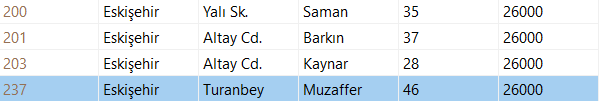 200 Eskişehir Yalı Sk. Saman 35 26000
201 Eskişehir Altay Cd. Barkın 37 26000
203 Eskişehir Altay Cd. Kaynar 28 26000
237 Eskişehir Turanbey Muzaffer 46 26000